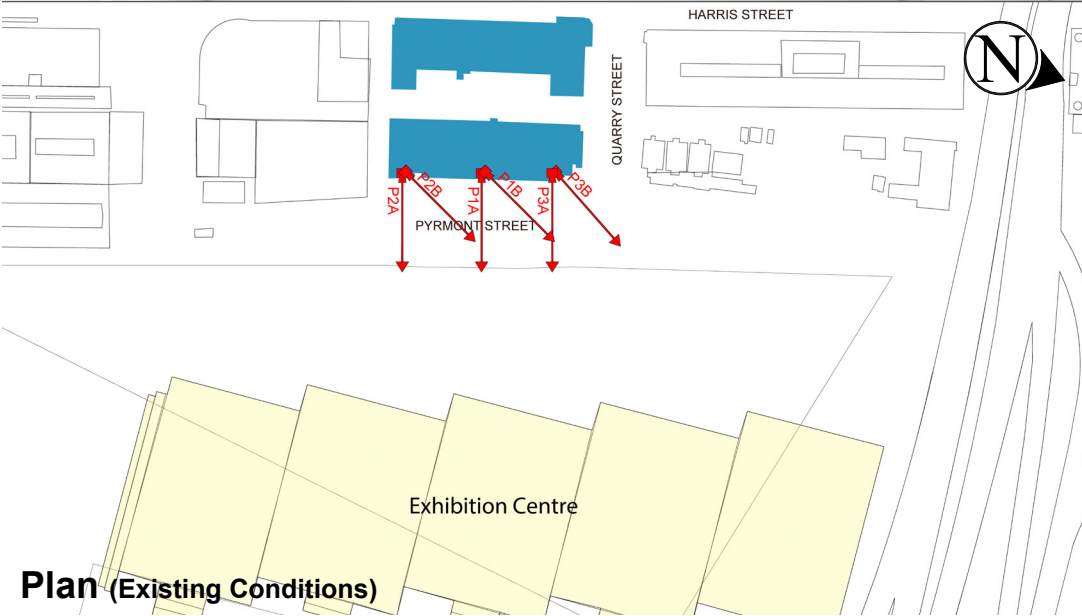 HARRIS STREET
N
QUARRY STREET
P2A
P2B
P1A
P1B
P3A
P3B
PYRMONT STREET
Exhibition Centre
Plan (Existing Conditions)